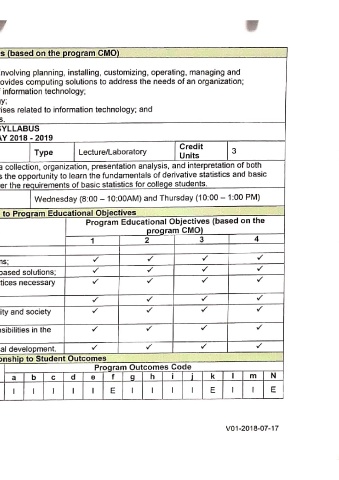 s (based on the program CMO)
nvolving planning, installing, customizing, operating, managing and
ovides computing solutions to address the needs of an organization;
information technology;
y;
ises related to information technology; and
s.
SYLLABUS
AY 2018 - 2019
Type Lecture/Laboratory Credit Units 3
a collection, organization, presentation analysis, and interpretation of both
s the opportunity to learn the fundamentals of derivative statistics and basic
er the requirements of basic statistics for college students.
Wednesday (8:00 – 10:00AM) and Thursday (10:00 – 1:00 PM)
to Program Educational Objectives
Program Educational Objectives (based on the
program CMO)
1 2 3 4
ns; ✓ ✓ ✓ ✓
based solutions; ✓ ✓ ✓ ✓
tices necessary ✓ ✓ ✓ ✓
✓ ✓ ✓ ✓
ity and society ✓ ✓ ✓ ✓
sibilities in the ✓ ✓ ✓ ✓
al development. ✓ ✓ ✓ ✓
onship to Student Outcomes
Program Outcomes Code
a b c d e f g h i j k l m N
I I I I I E I I I I E I I E
V01-2018-07-17